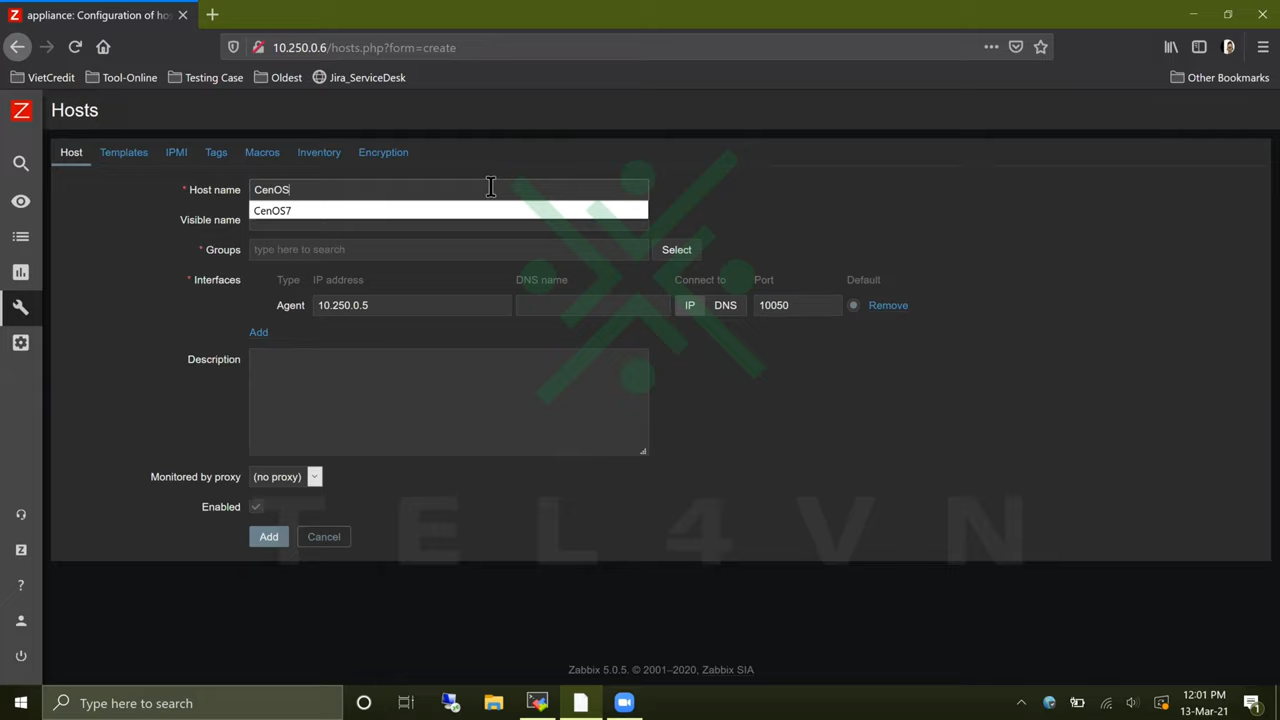 Z appliance: Configuration of hos
10.250.0.6/hosts.php?form=create
VietCredit Tool-Online Testing Case Oldest Jira_ServiceDesk Other Bookmarks
Z Hosts
Host Templates IPMI Tags Macros Inventory Encryption
* Host name CenOS
CenOS7
Visible name
* Groups type here to search Select
* Interfaces Type IP address DNS name Connect to Port Default
Agent 10.250.0.5 IP DNS 10050 Remove
Add
Description
Monitored by proxy (no proxy)
Enabled
Add Cancel
TEL4VN
Z
?
Zabbix 5.0.5. © 2001–2020, Zabbix SIA
Type here to search
12:01 PM
13-Mar-21
1